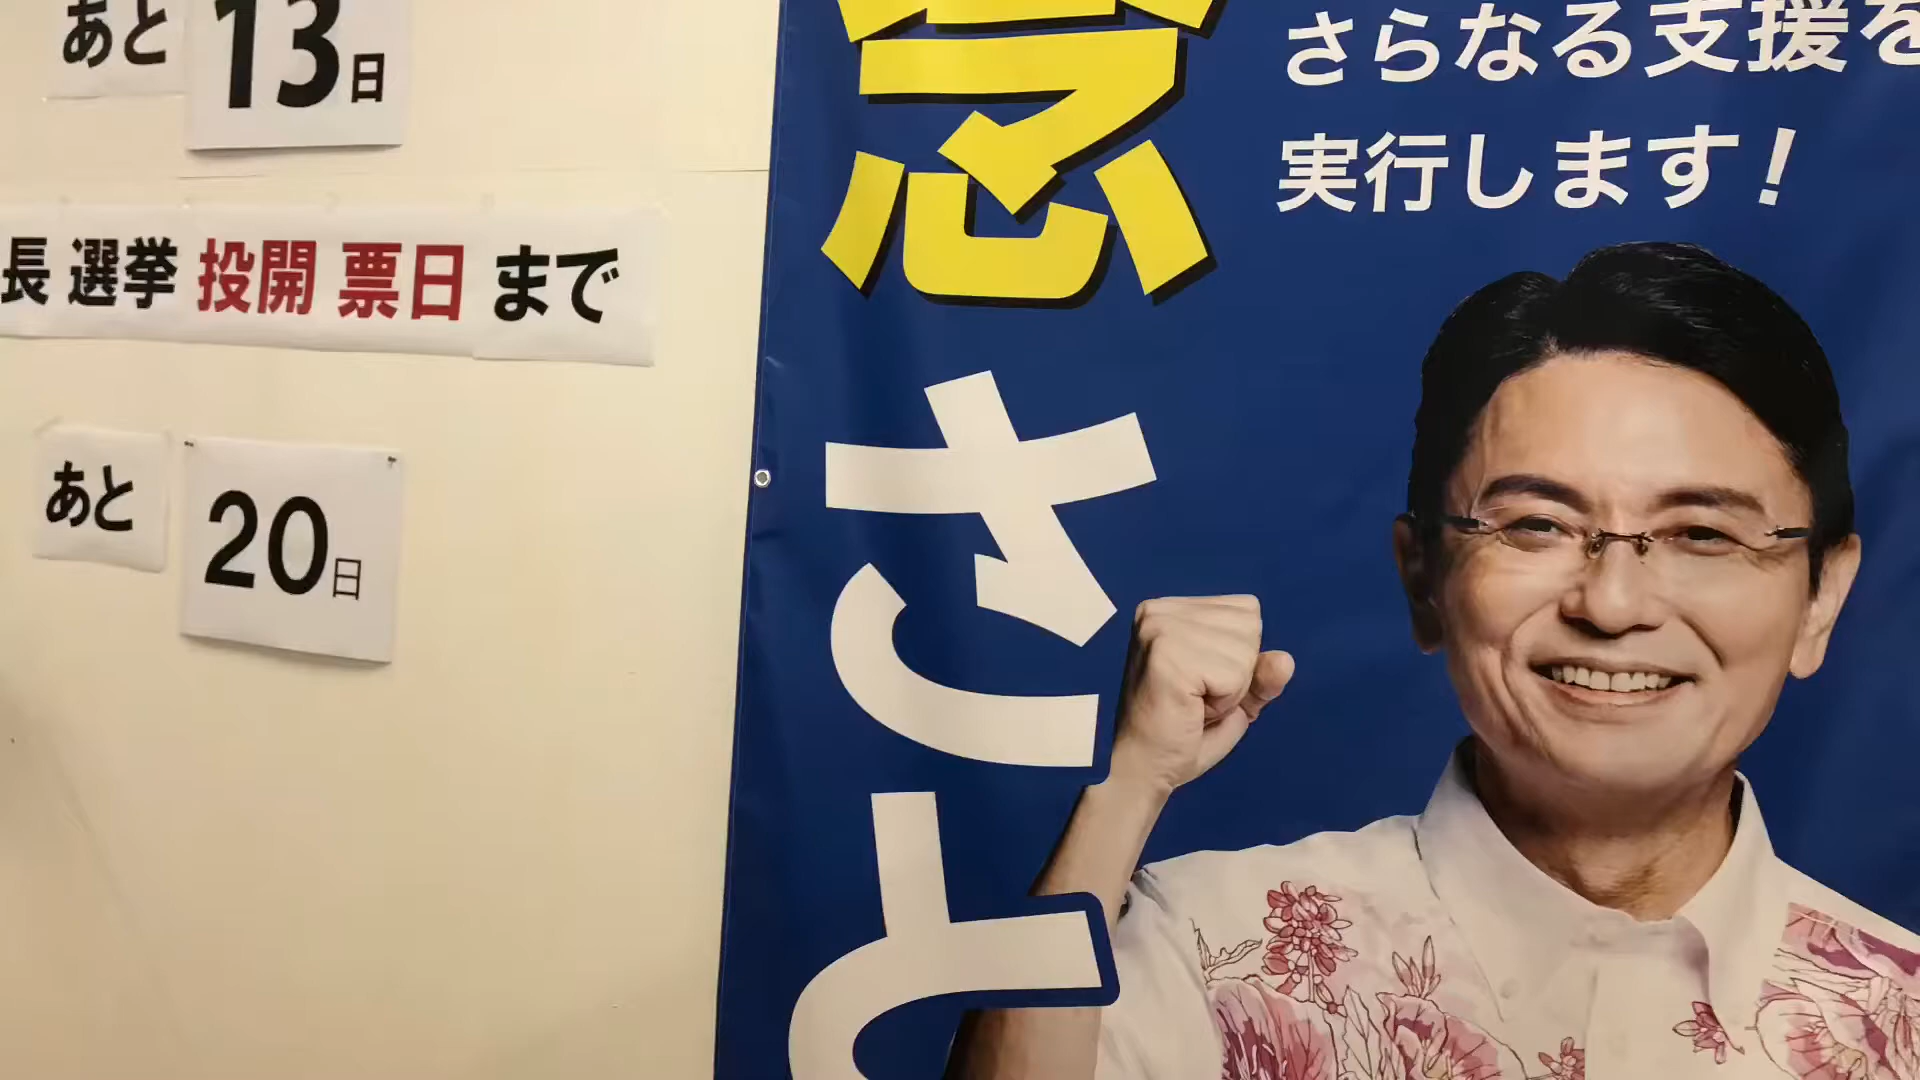 あと 13日
長 選挙 投開 票日 まで
あと 20日
さと
さらなる支援を
実行します!